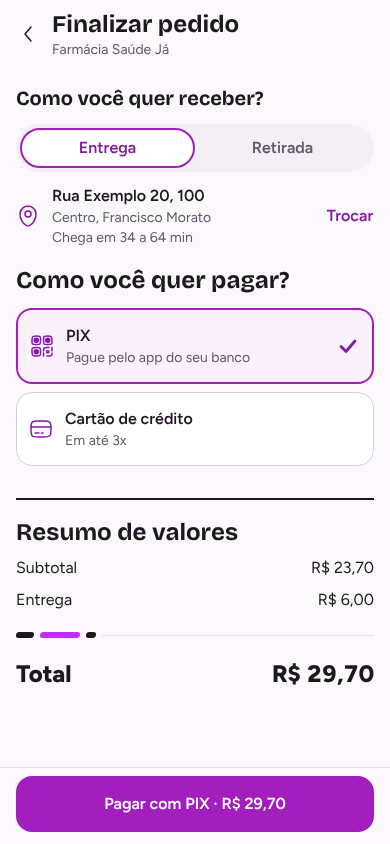 Finalizar pedido
Farmácia Saúde Já
Como você quer receber?
Entrega
Retirada
Rua Exemplo 20, 100
Centro, Francisco Morato
Chega em 34 a 64 min
Trocar
Como você quer pagar?
PIX
Pague pelo app do seu banco
Cartão de crédito
Em até 3x
Resumo de valores
Subtotal R$ 23,70
Entrega R$ 6,00
Total R$ 29,70
Pagar com PIX · R$ 29,70